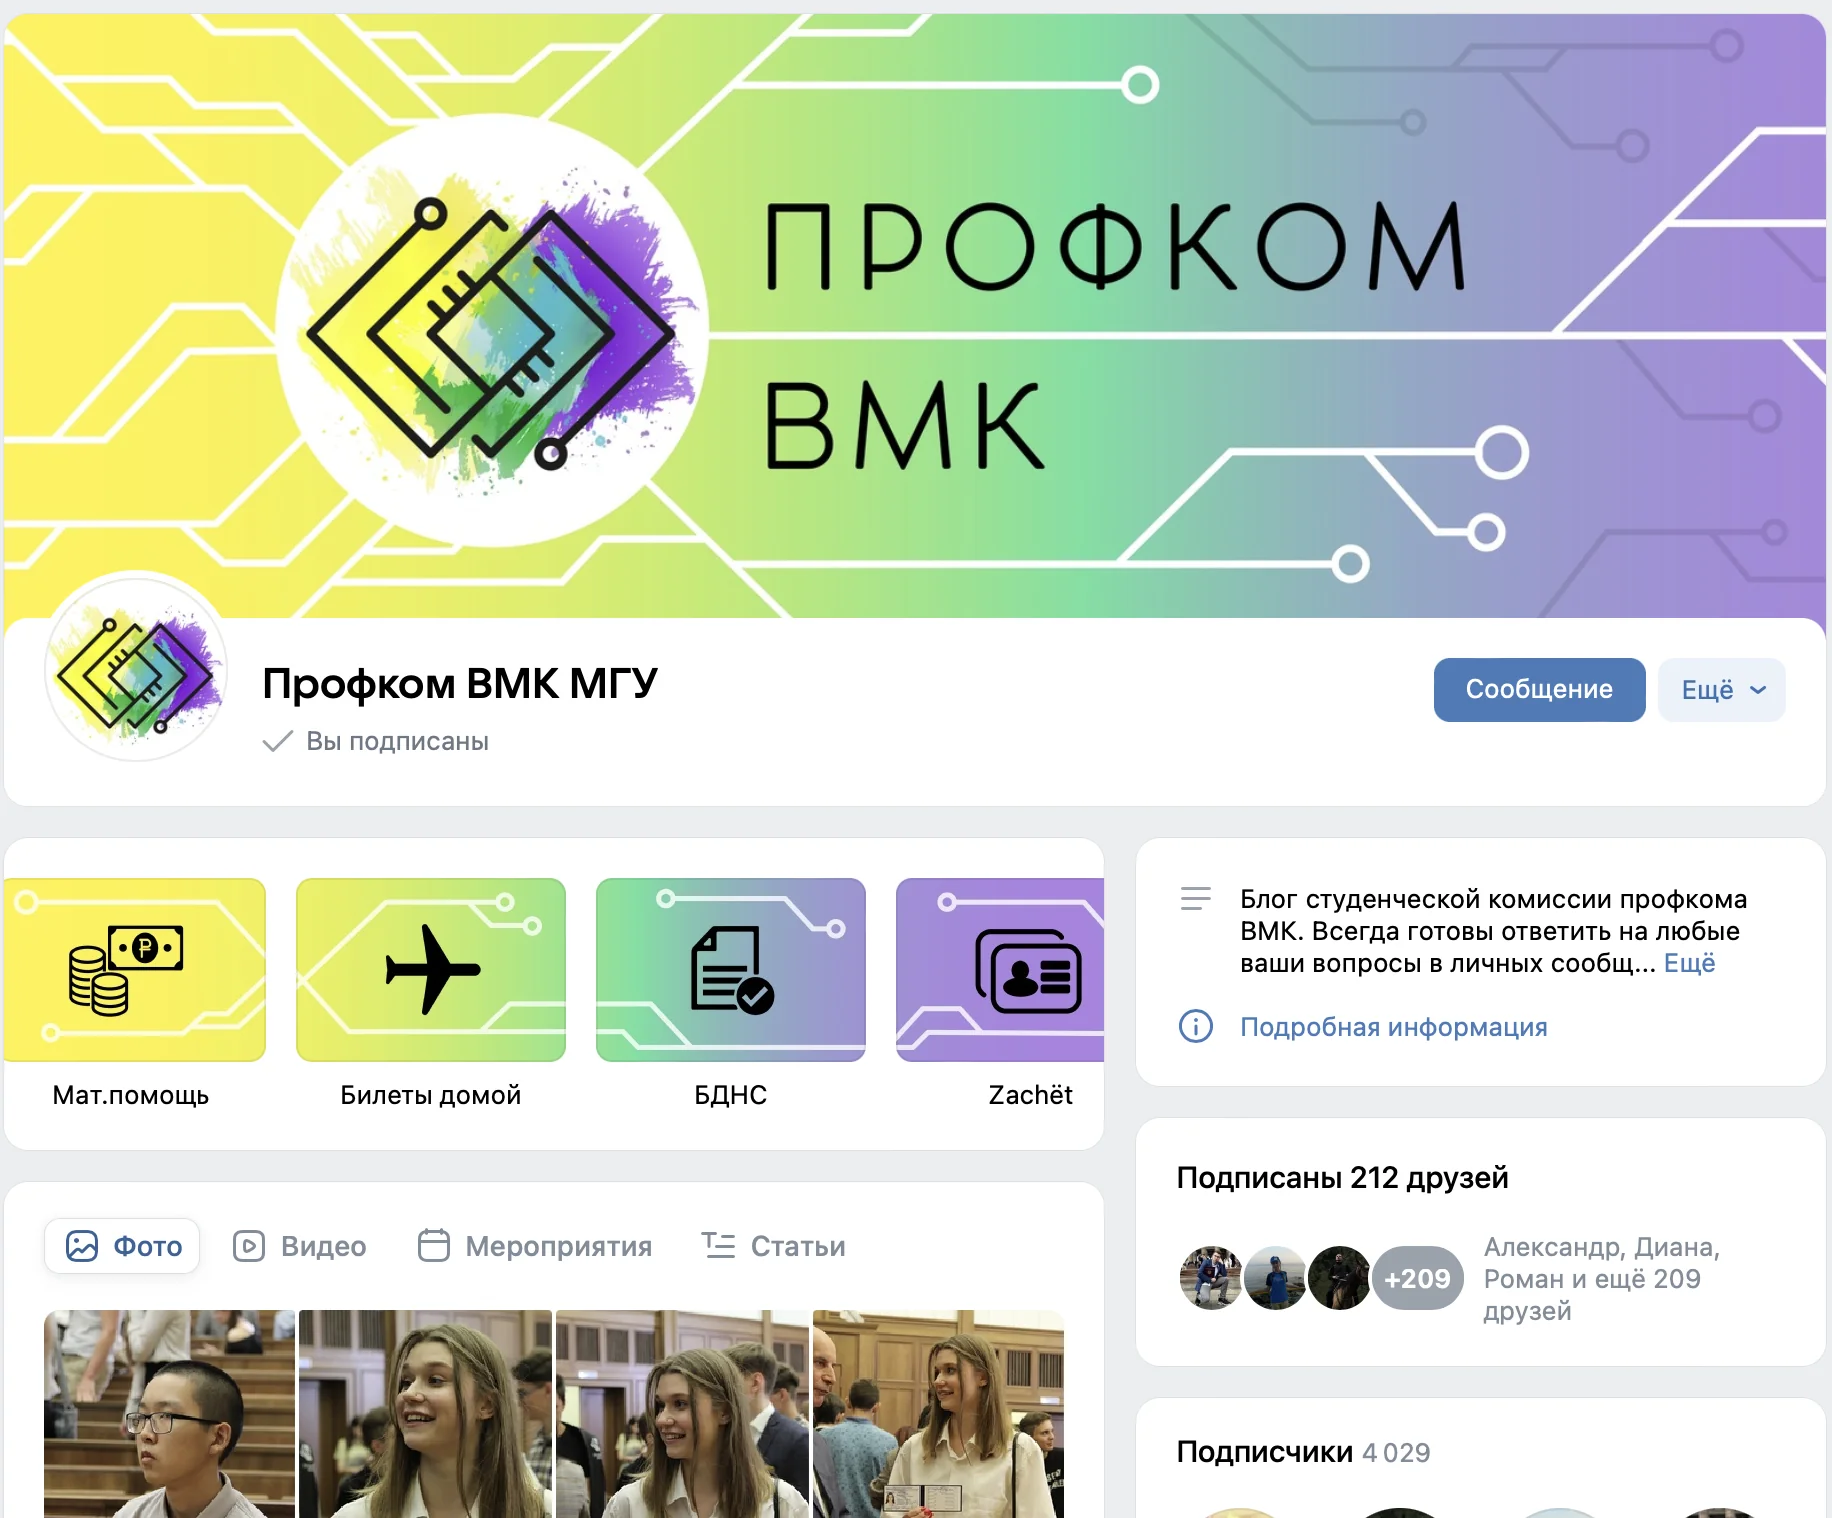 ПРОФКОМ
ВМК
Профком ВМК МГУ
Вы подписаны
Сообщение
Ещё
Мат.помощь
Билеты домой
БДНС
Zachёt
Блог студенческой комиссии профкома
ВМК. Всегда готовы ответить на любые
ваши вопросы в личных сообщ... Ещё
Подробная информация
Фото
Видео
Мероприятия
Статьи
Подписаны 212 друзей
+209
Александр, Диана,
Роман и ещё 209
друзей
Подписчики 4 029